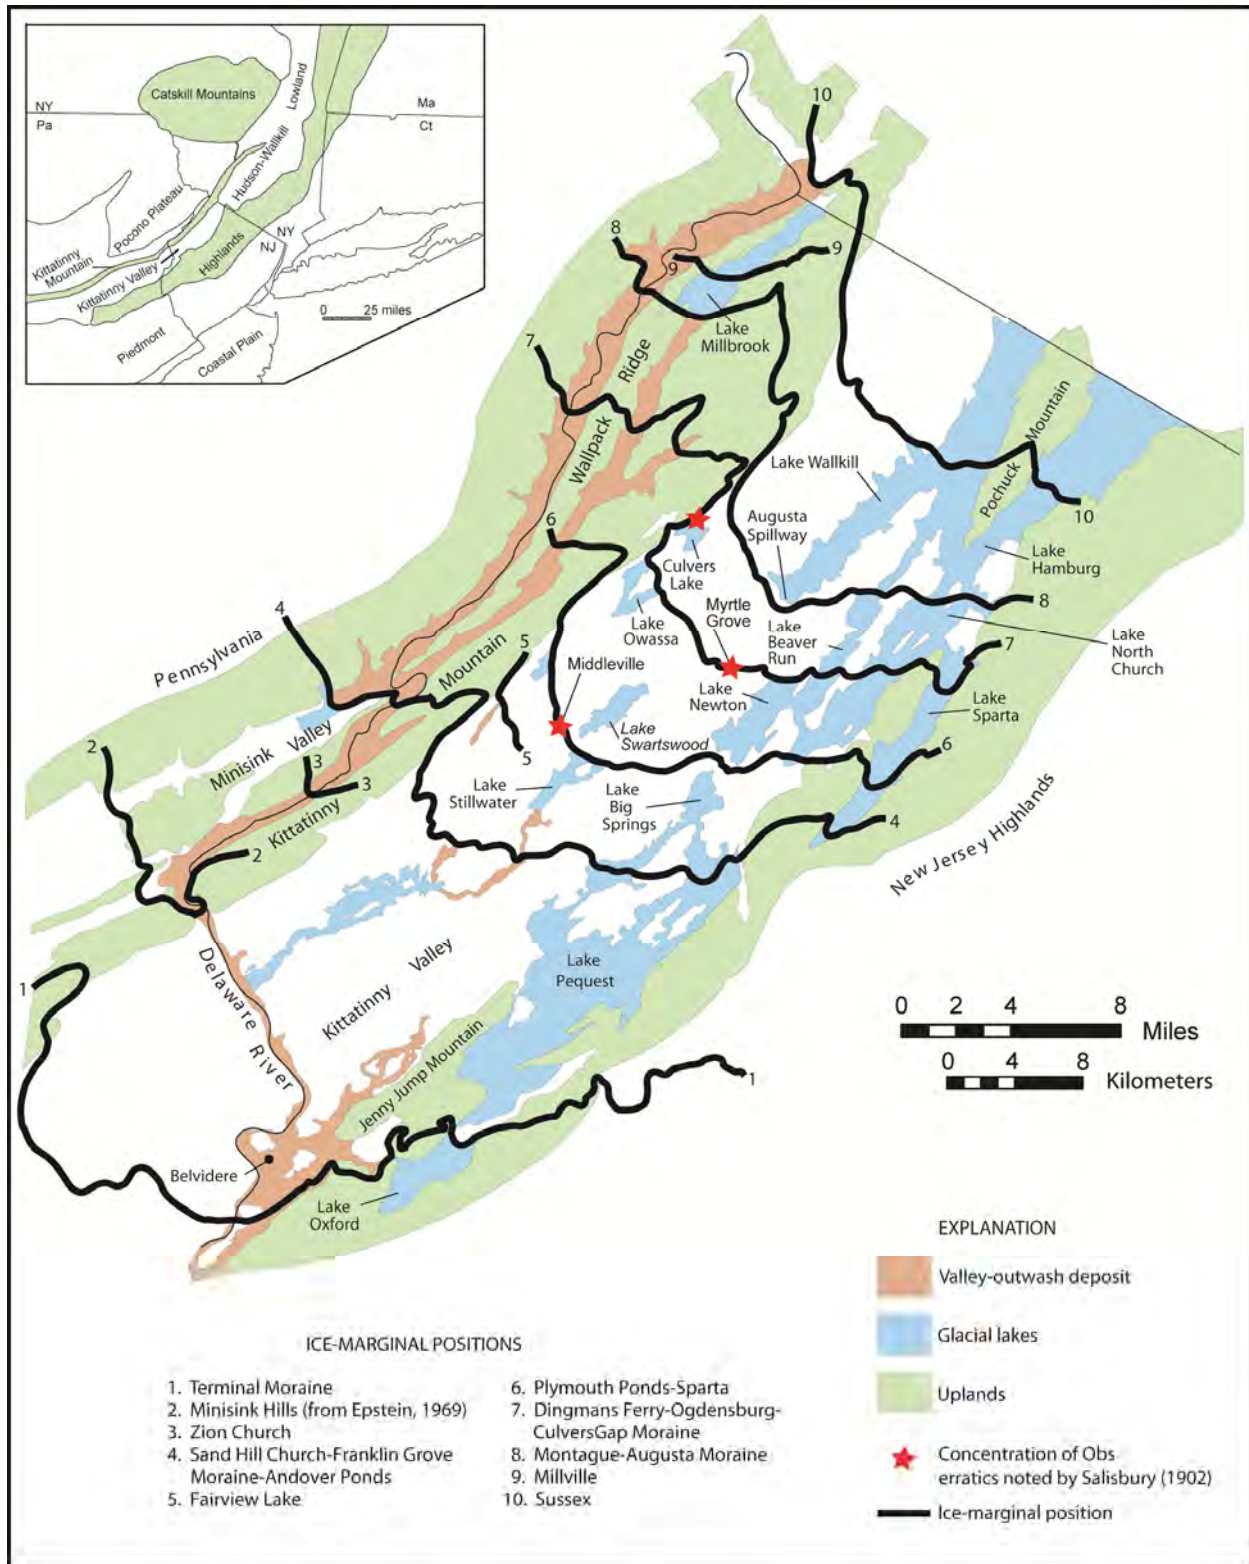 NY
Pa
Catskill Mountains
Lowland
Ma
Ct
Hudson-Wallkill
Pocono Plateau
NY
NJ
Kittatinny
Mountain
Kittatinny Valley
Highlands
0 25 miles
Piedmont
Coastal Plain
10
8
9
9
Lake
Millbrook
7
Ridge
Wallpack
Mountain
Pochuck
Lake Wallkill
10
6
Augusta
Spillway
Culvers
Lake
Lake
Hamburg
4
Pennsylvania
Lake
Owassa
Myrtle
Grove
Lake
Beaver
Run
8
7
Lake
North
Church
5
Mountain
Middleville
Lake
Newton
Lake
Sparta
2
Minisink Valley
Lake
Swartswood
5
6
3
3
Kittatinny
Lake
Stillwater
Lake
Big
Springs
4
2
New Jersey Highlands
Delaware River
Kittatinny Valley
Lake
Pequest
1
0 2 4 8
Miles
0 4 8
Kilometers
Jenny Jump Mountain
1
Belvidere
Lake
Oxford
EXPLANATION
Valley-outwash deposit
Glacial lakes
Uplands
Concentration of Obs
erratics noted by Salisbury (1902)
Ice-marginal position
ICE-MARGINAL POSITIONS
1. Terminal Moraine
2. Minisink Hills (from Epstein, 1969)
3. Zion Church
4. Sand Hill Church-Franklin Grove
Moraine-Andover Ponds
5. Fairview Lake
6. Plymouth Ponds-Sparta
7. Dingmans Ferry-Ogdensburg-
CulversGap Moraine
8. Montague-Augusta Moraine
9. Millville
10. Sussex